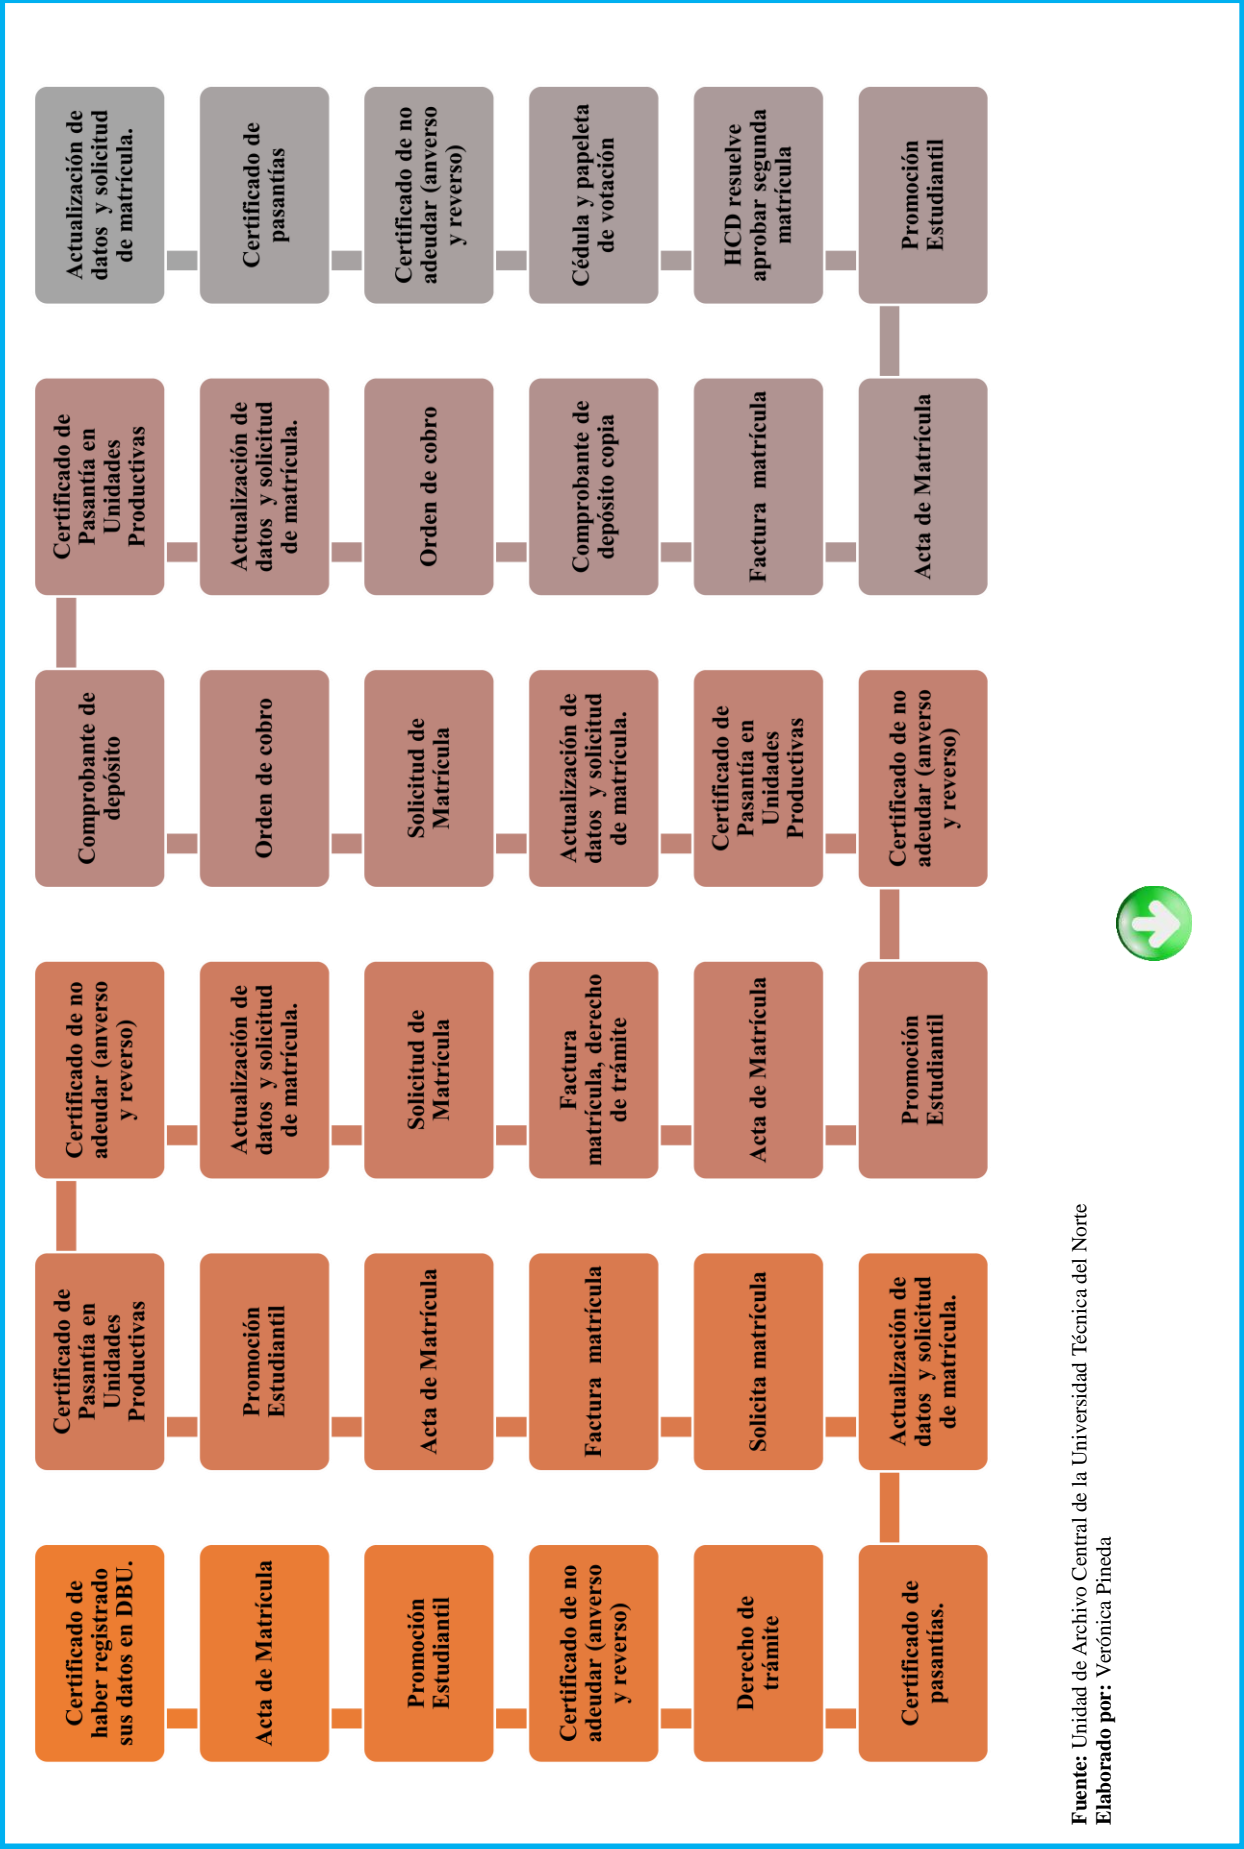 Certificado de
haber registrado
sus datos en DBU.
Acta de Matrícula
Promoción
Estudiantil
Certificado de no
adeudar (anverso
y reverso)
Derecho de
trámite
Certificado de
pasantías.
Actualización de
datos y solicitud
de matrícula.
Solicita matrícula
Factura matrícula
Acta de Matrícula
Promoción
Estudiantil
Certificado de
Pasantía en
Unidades
Productivas
Certificado de no
adeudar (anverso
y reverso)
Actualización de
datos y solicitud
de matrícula.
Solicitud de
Matrícula
Factura
matrícula, derecho
de trámite
Acta de Matrícula
Promoción
Estudiantil
Certificado de no
adeudar (anverso
y reverso)
Certificado de
Pasantía en
Unidades
Productivas
Actualización de
datos y solicitud
de matrícula.
Solicitud de
Matrícula
Orden de cobro
Comprobante de
depósito
Certificado de
Pasantía en
Unidades
Productivas
Actualización de
datos y solicitud
de matrícula.
Orden de cobro
Comprobante de
depósito copia
Factura matrícula
Acta de Matrícula
Promoción
Estudiantil
HCD resuelve
aprobar segunda
matrícula
Cédula y papeleta
de votación
Certificado de no
adeudar (anverso
y reverso)
Certificado de
pasantías
Actualización de
datos y solicitud
de matrícula.
Fuente: Unidad de Archivo Central de la Universidad Técnica del Norte
Elaborado por: Verónica Pineda